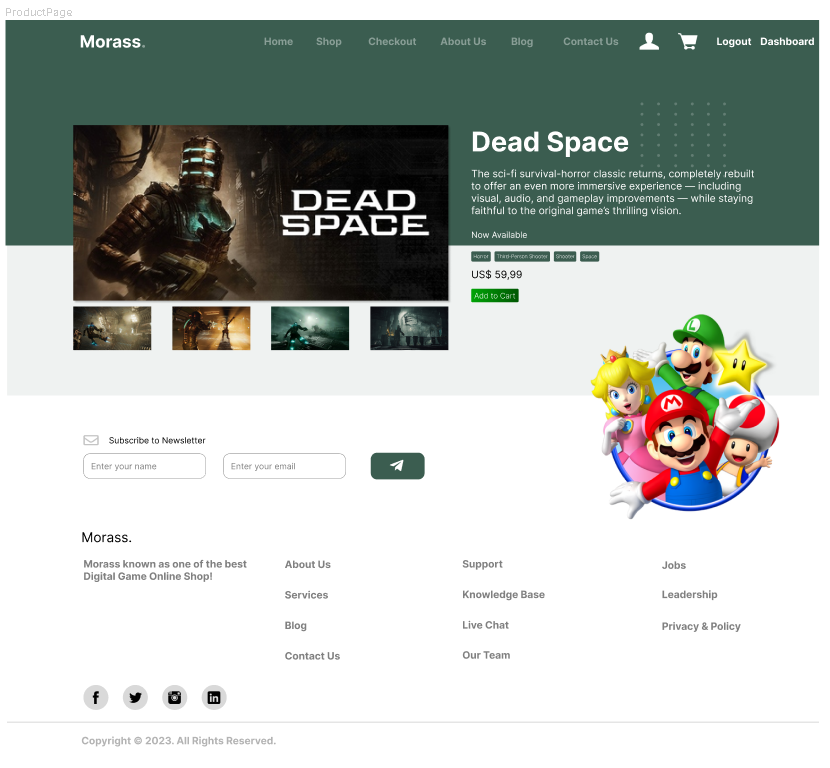 ProductPage
Morass.
Home
Shop
Checkout
About Us
Blog
Contact Us
Logout
Dashboard
DEAD
SPACE
Dead Space
The sci-fi survival-horror classic returns, completely rebuilt
to offer an even more immersive experience — including
visual, audio, and gameplay improvements — while staying
faithful to the original game's thrilling vision.
Now Available
Horror
Third-Person Shooter
Shooter
Space
US$ 59,99
Add to Cart
L
M
Subscribe to Newsletter
Enter your name
Enter your email
Morass.
Morass known as one of the best
Digital Game Online Shop!
About Us
Services
Blog
Contact Us
Support
Knowledge Base
Live Chat
Our Team
Jobs
Leadership
Privacy & Policy
Copyright © 2023. All Rights Reserved.